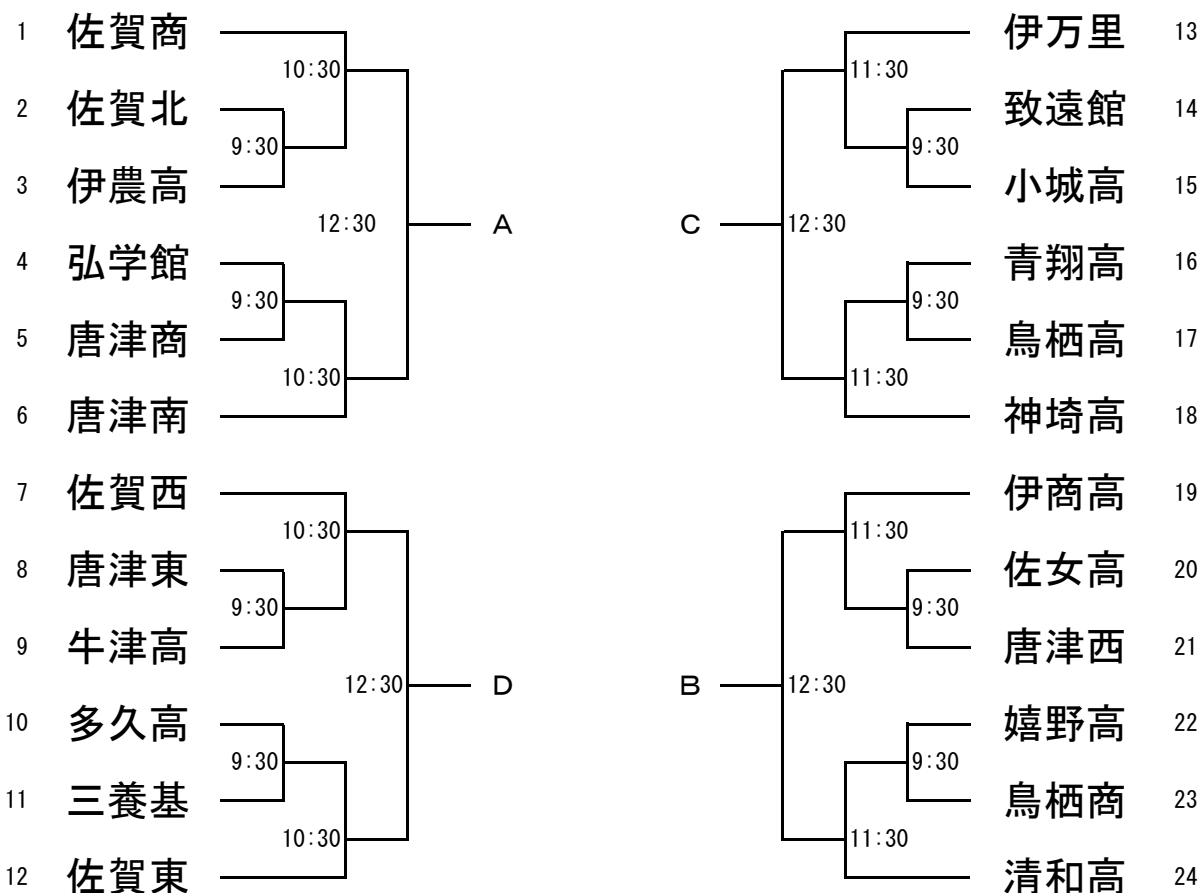 1 佐賀商 伊万里 13
10:30 11:30
2 佐賀北 致遠館 14
9:30 9:30
3 伊農高 小城高 15
12:30 A C 12:30
4 弘学館 青翔高 16
9:30 9:30
5 唐津商 鳥栖高 17
10:30 11:30
6 唐津南 神埼高 18
7 佐賀西 伊商高 19
10:30 11:30
8 唐津東 佐女高 20
9:30 9:30
9 牛津高 唐津西 21
12:30 D B 12:30
10 多久高 嬉野高 22
9:30 9:30
11 三養基 鳥栖商 23
10:30 11:30
12 佐賀東 清和高 24